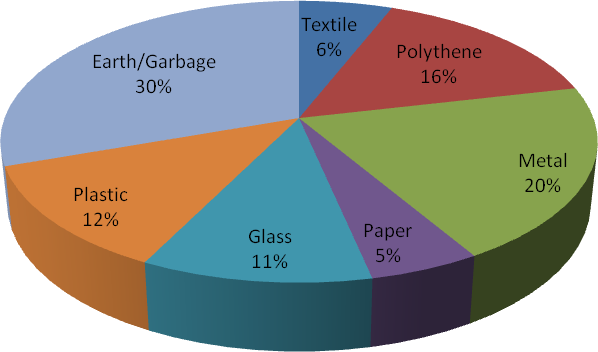 Textile
6%
Polythene
16%
Metal
20%
Paper
5%
Glass
11%
Plastic
12%
Earth/Garbage
30%